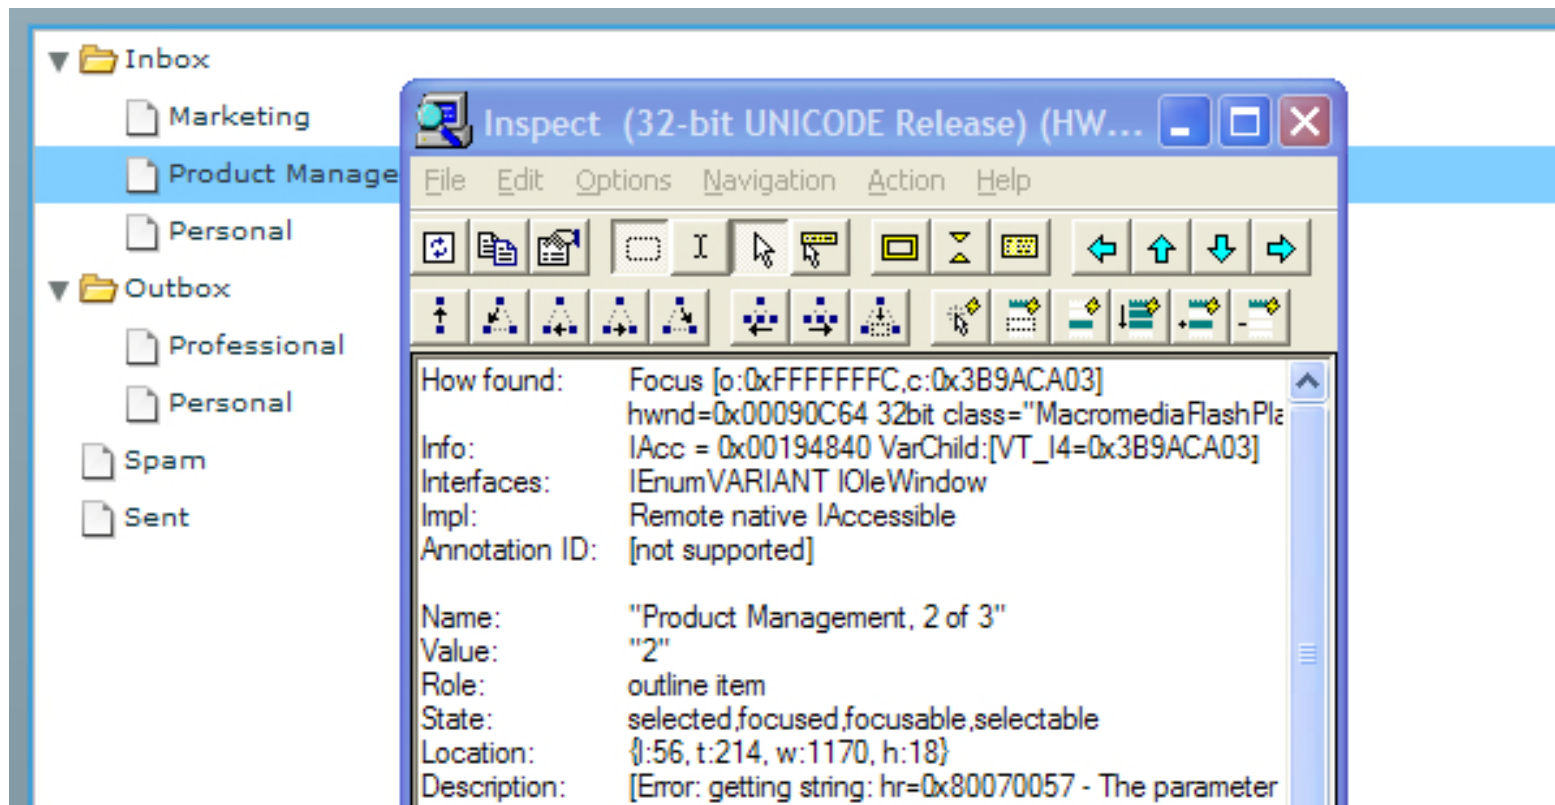 Inbox
Marketing
Product Manage
Personal
Outbox
Professional
Personal
Spam
Sent
Inspect (32-bit UNICODE Release) (HW...
File Edit Options Navigation Action Help
How found: Focus [o:0xFFFFFFFC,c:0x3B9ACA03]
hwnd=0x00090C64 32bit class="MacromediaFlashPla
Info: IAcc = 0x00194840 VarChild:[VT_I4=0x3B9ACA03]
Interfaces: IEnumVARIANT IOleWindow
Impl: Remote native IAccessible
Annotation ID: [not supported]
Name: "Product Management, 2 of 3"
Value: "2"
Role: outline item
State: selected,focused,focusable,selectable
Location: {l:56, t:214, w:1170, h:18}
Description: [Error: getting string: hr=0x80070057 - The parameter